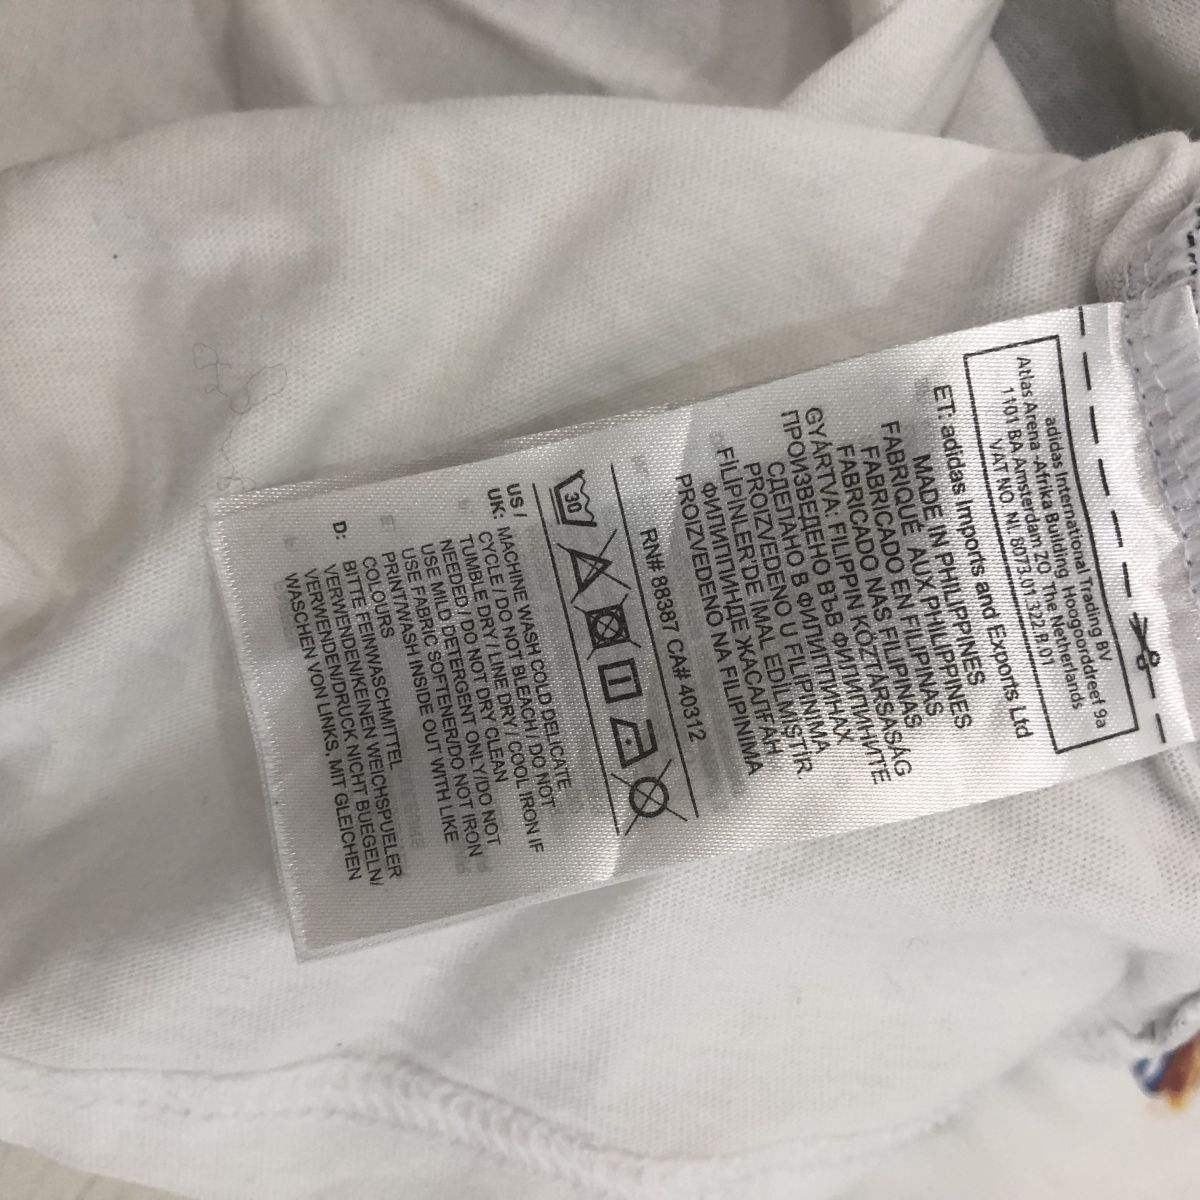 adidas International Trading BV
Atlas Arena -Afrika Building, Hoogoorddreef 9a
1101 BA Amsterdam ZO The Netherlands
VAT NO. NL 8073.01.322.B.01
ET: adidas Imports and Exports Ltd
MADE IN PHILIPPINES
FABRIQUÉ AUX PHILIPPINES
FABRICADO EN FILIPINAS
FABRICADO NAS FILIPINAS
GYÁRTVA: FILIPPIN KÖZTÁRSASÁG
ПРОИЗВЕДЕНО ВЪВ ФИЛИПИНИТЕ
СДЕЛАНО В ФИЛИППИНАХ
PROIZVEDENO U FILIPINIMA
FİLİPİNLER'DE İMAL EDİLMİŞTİR.
ФИЛИППИНДЕ ЖАСАЛҒАН
PROIZVEDENO NA FILIPINIMA
RN# 88387 CA# 40312
30
US /
UK: MACHINE WASH COLD DELICATE
CYCLE / DO NOT BLEACH / DO NOT
TUMBLE DRY / LINE DRY / COOL IRON IF
NEEDED / DO NOT DRY CLEAN
USE MILD DETERGENT ONLY/DO NOT
USE FABRIC SOFTENER/DO NOT IRON
PRINT/WASH INSIDE OUT WITH LIKE
COLOURS
D: BITTE FEINWASCHMITTEL
VERWENDEN/KEINEN WEICHSPUELER
VERWENDEN/DRUCK NICHT BUEGELN/
WASCHEN VON LINKS, MIT GLEICHEN